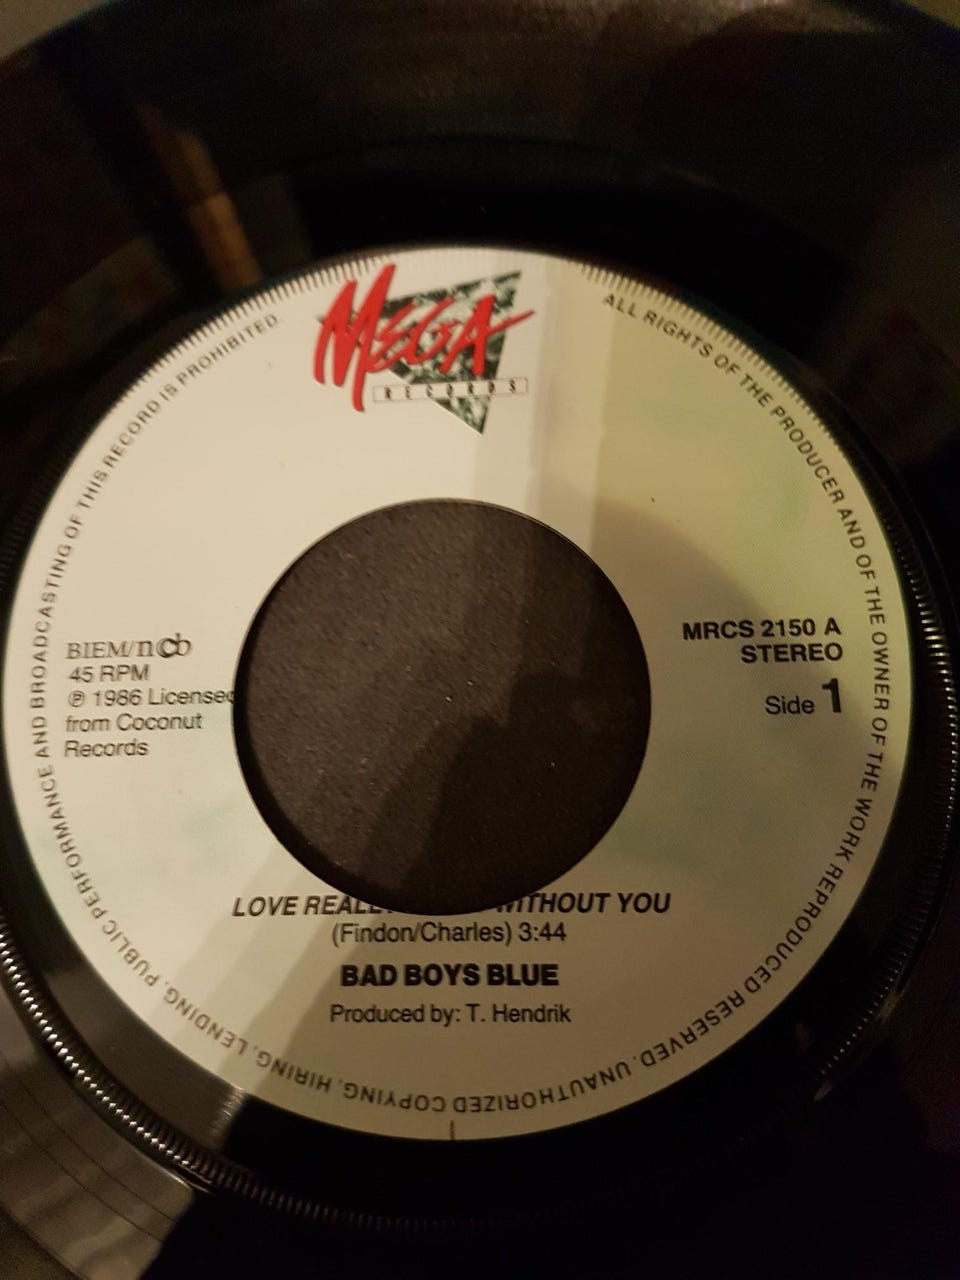 MEGA
RECORDS
ALL RIGHTS OF THE PRODUCER AND OF THE OWNER OF THE WORK REPRODUCED RESERVED. UNAUTHORIZED COPYING, HIRING, LENDING, PUBLIC PERFORMANCE AND BROADCASTING OF THIS RECORD IS PROHIBITED.
BIEM/ncb
45 RPM
℗ 1986 Licensed
from Coconut
Records
MRCS 2150 A
STEREO
Side 1
LOVE WITHOUT YOU
(Findon/Charles) 3:44
BAD BOYS BLUE
Produced by: T. Hendrik